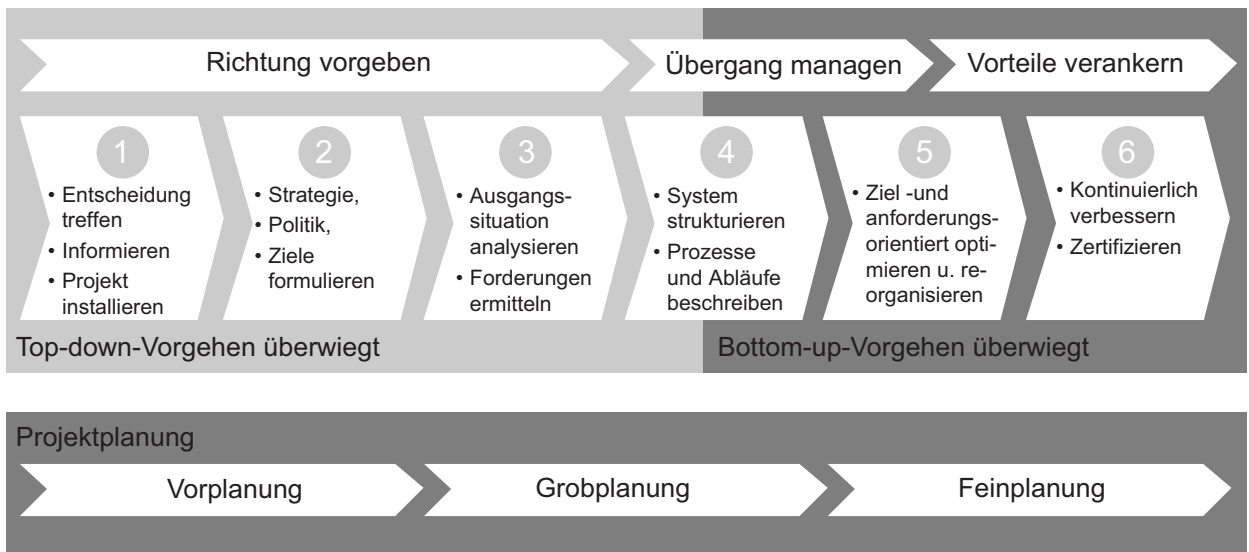 Richtung vorgeben
Übergang managen
Vorteile verankern
1
• Entscheidung
treffen
• Informieren
• Projekt
installieren
2
• Strategie,
• Politik,
• Ziele
formulieren
3
• Ausgangs-
situation
analysieren
• Forderungen
ermitteln
4
• System
strukturieren
• Prozesse
und Abläufe
beschreiben
5
• Ziel -und
anforderungs-
orientiert opti-
mieren u. re-
organisieren
6
• Kontinuierlich
verbessern
• Zertifizieren
Top-down-Vorgehen überwiegt
Bottom-up-Vorgehen überwiegt
Projektplanung
Vorplanung
Grobplanung
Feinplanung